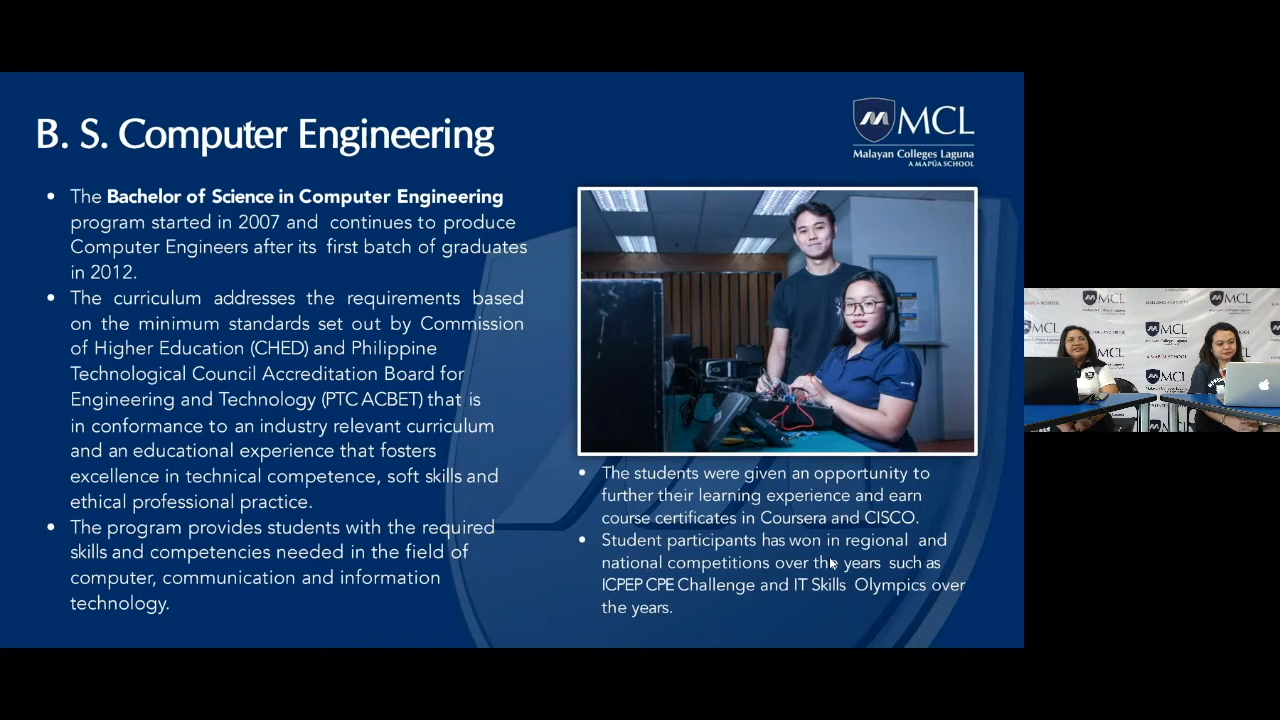 B. S. Computer Engineering
MCL
Malayan Colleges Laguna
A MAPÚA SCHOOL
• The Bachelor of Science in Computer Engineering
program started in 2007 and continues to produce
Computer Engineers after its first batch of graduates
in 2012.
• The curriculum addresses the requirements based
on the minimum standards set out by Commission
of Higher Education (CHED) and Philippine
Technological Council Accreditation Board for
Engineering and Technology (PTC ACBET) that is
in conformance to an industry relevant curriculum
and an educational experience that fosters
excellence in technical competence, soft skills and
ethical professional practice.
• The program provides students with the required
skills and competencies needed in the field of
computer, communication and information
technology.
• The students were given an opportunity to
further their learning experience and earn
course certificates in Coursera and CISCO.
• Student participants has won in regional and
national competitions over the years such as
ICPEP CPE Challenge and IT Skills Olympics over
the years.
MCL
MCL
MCL
MCL
A MAPÚA SCHOOL
MCL